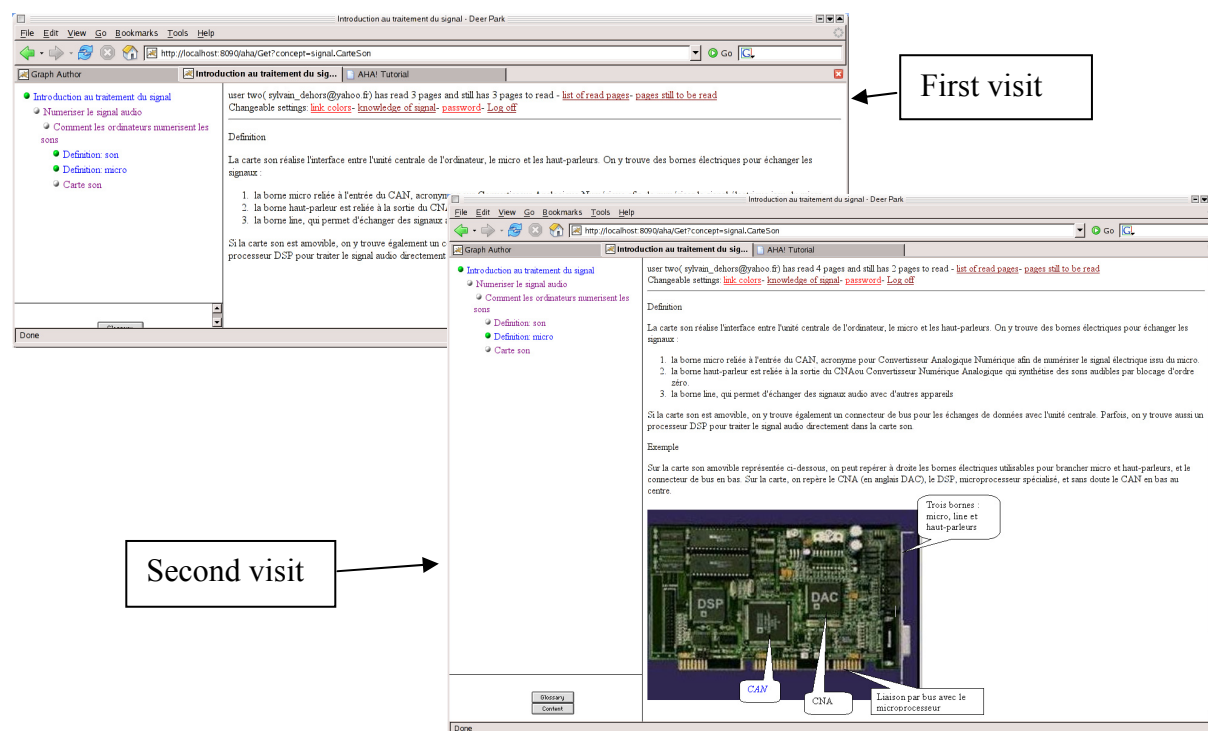 Introduction au traitement du signal - Deer Park
File Edit View Go Bookmarks Tools Help
http://localhost:8090/aha/Get?concept=signal.CarteSon
Go
Graph Author
Introduction au traitement du sig...
AHA! Tutorial
Introduction au traitement du signal
Numeriser le signal audio
Comment les ordinateurs numerisent les
sons
Definition: son
Definition: micro
Carte son
user two( sylvain_dehors@yahoo.fr) has read 3 pages and still has 3 pages to read - list of read pages- pages still to be read
Changeable settings: link colors- knowledge of signal- password- Log off
Definition
La carte son réalise l'interface entre l'unité centrale de l'ordinateur, le micro et les haut-parleurs. On y trouve des bornes électriques pour échanger les
signaux :
1. la borne micro reliée à l'entrée du CAN,
2. la borne haut-parleur est reliée à la sortie du
3. la borne line, qui permet d'échanger des signaux
Si la carte son est amovible, on y trouve également un
processeur DSP pour traiter le signal audio directement
Done
First visit
Introduction au traitement du signal - Deer Park
File Edit View Go Bookmarks Tools Help
http://localhost:8090/aha/Get?concept=signal.CarteSon
Go
Graph Author
Introduction au traitement du sig...
AHA! Tutorial
Introduction au traitement du signal
Numeriser le signal audio
Comment les ordinateurs numerisent les
sons
Definition: son
Definition: micro
Carte son
Glossary
Content
user two( sylvain_dehors@yahoo.fr) has read 4 pages and still has 2 pages to read - list of read pages- pages still to be read
Changeable settings: link colors- knowledge of signal- password- Log off
Definition
La carte son réalise l'interface entre l'unité centrale de l'ordinateur, le micro et les haut-parleurs. On y trouve des bornes électriques pour échanger les
signaux :
1. la borne micro reliée à l'entrée du CAN, acronyme pour Convertisseur Analogique Numérique afin de numériser le signal électrique issu du micro.
2. la borne haut-parleur est reliée à la sortie du CNAou Convertisseur Numérique Analogique qui synthétise des sons audibles par blocage d'ordre
zéro.
3. la borne line, qui permet d'échanger des signaux audio avec d'autres appareils
Si la carte son est amovible, on y trouve également un connecteur de bus pour les échanges de données avec l'unité centrale. Parfois, on y trouve aussi un
processeur DSP pour traiter le signal audio directement dans la carte son.
Exemple
Sur la carte son amovible représentée ci-dessous, on peut repérer à droite les bornes électriques utilisables pour brancher micro et haut-parleurs, et le
connecteur de bus en bas. Sur la carte, on repère le CNA (en anglais DAC), le DSP, microprocesseur spécialisé, et sans doute le CAN en bas au
centre.
Trois bornes :
micro, line et
haut-parleurs
DSP
DAC
CAN
CNA
Liaison par bus avec le
microprocesseur
Done
Second visit